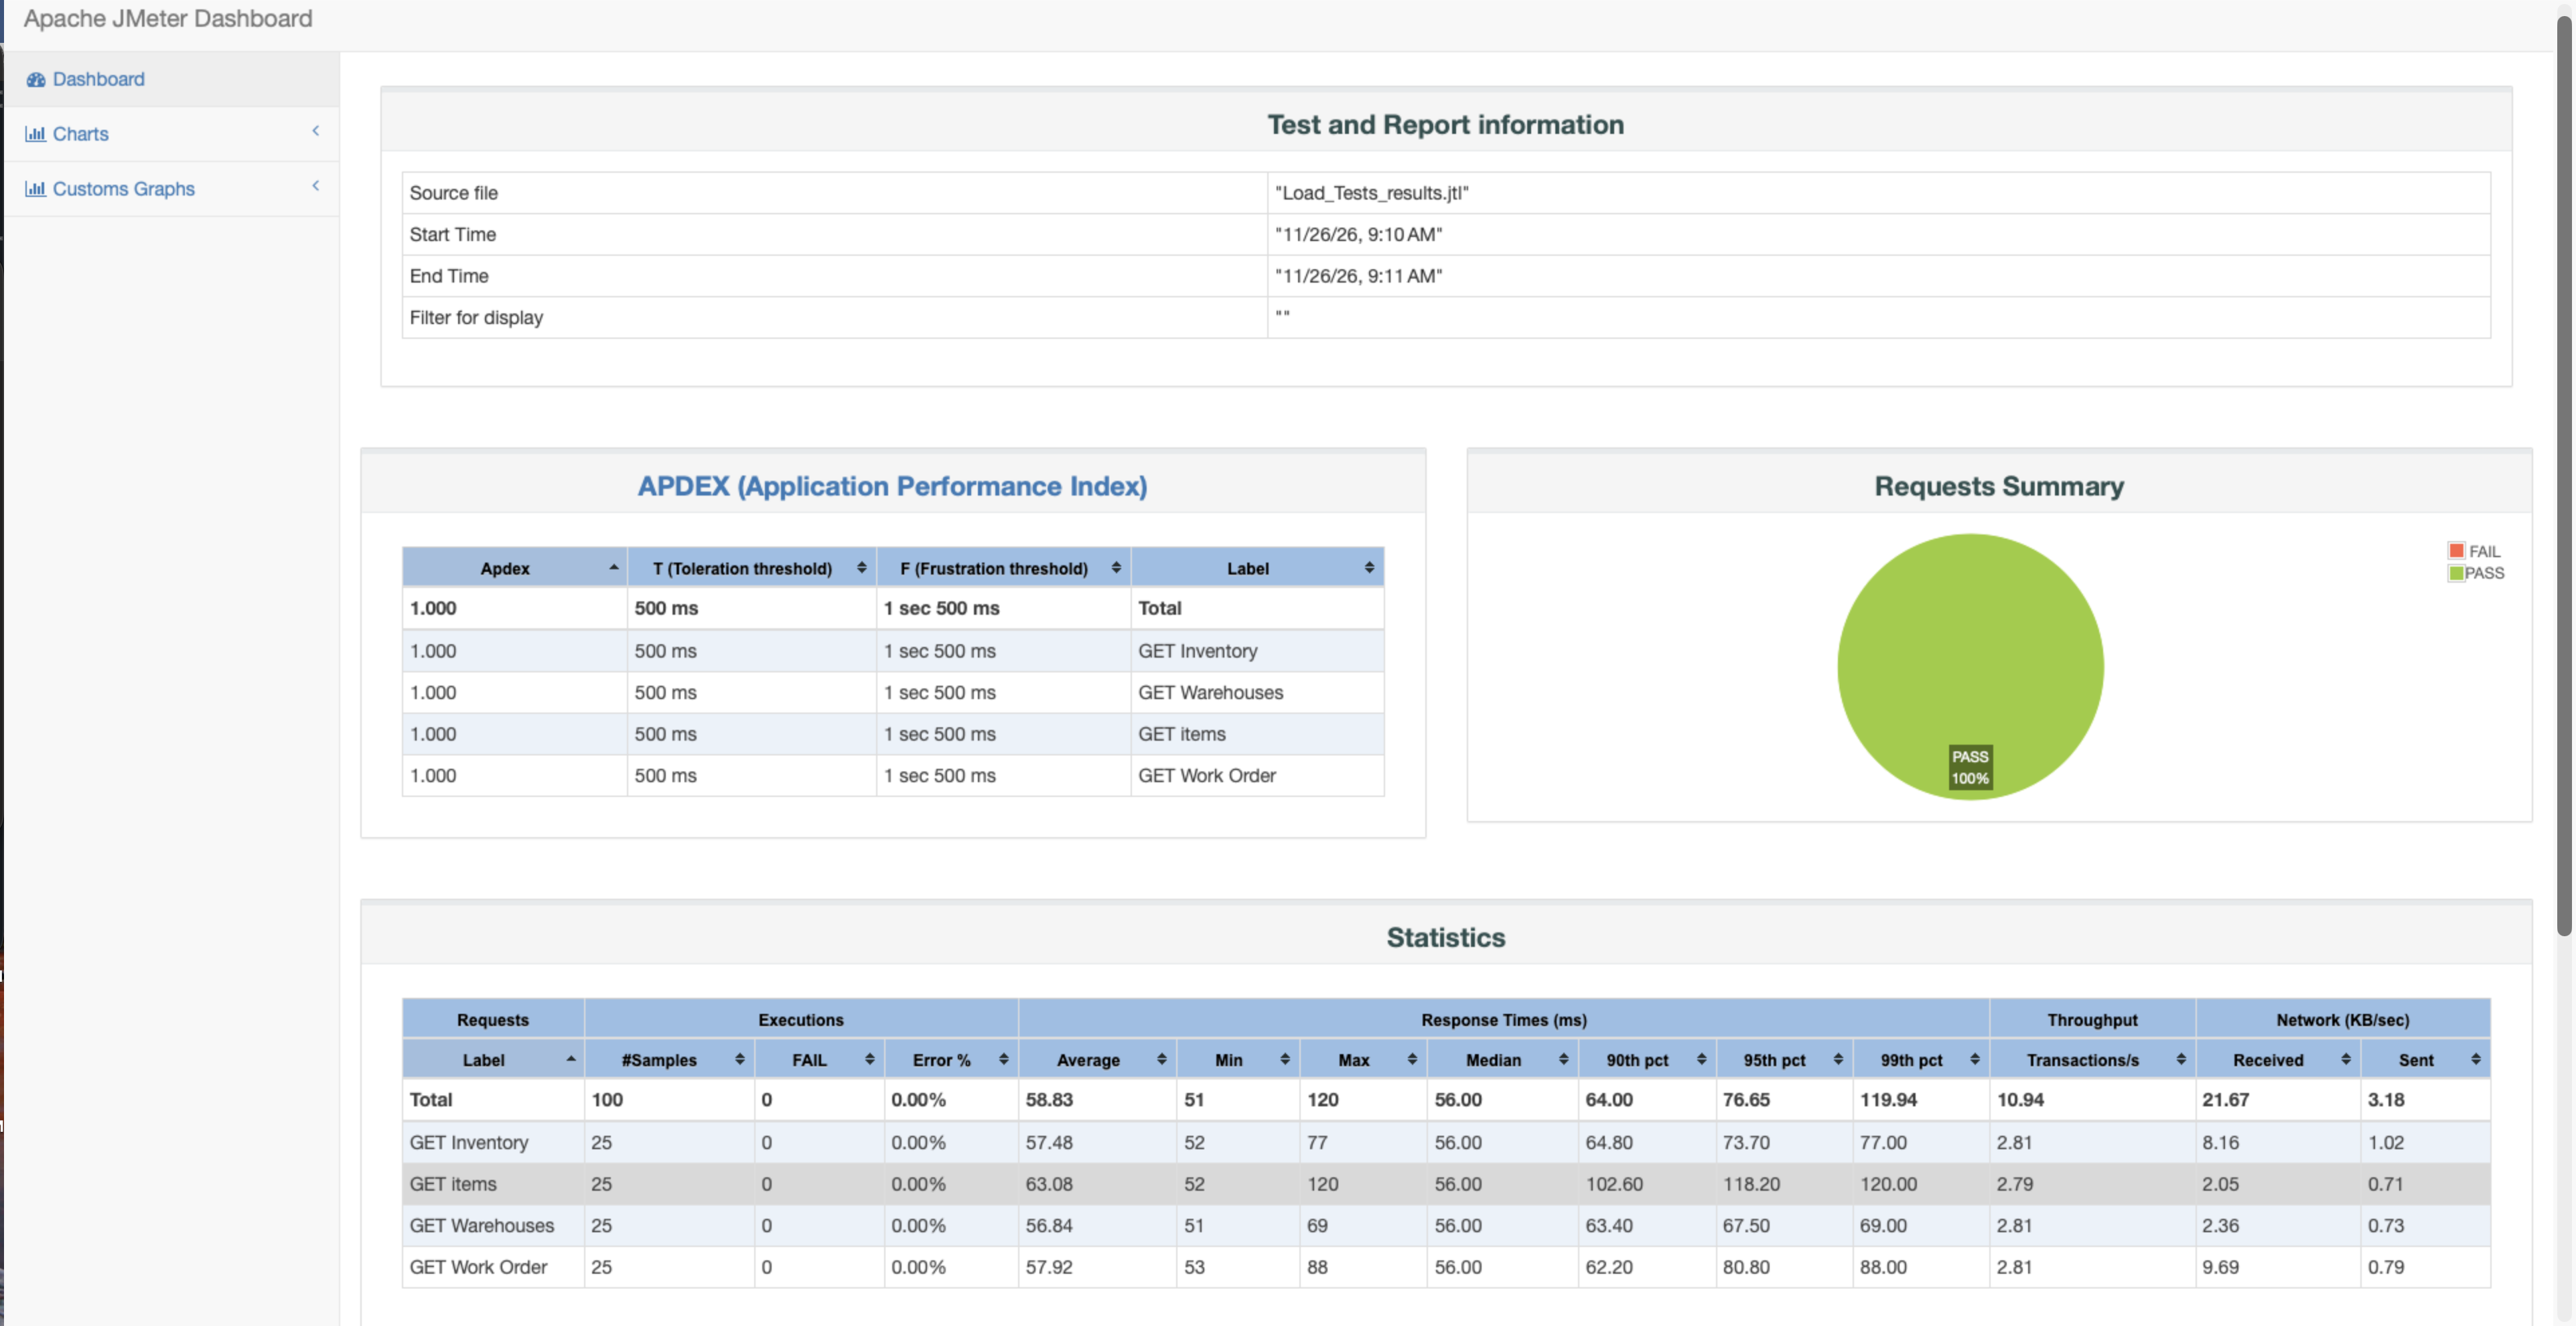 Apache JMeter Dashboard
Dashboard
Charts
Customs Graphs
Test and Report information
Source file "Load_Tests_results.jtl"
Start Time "11/26/26, 9:10 AM"
End Time "11/26/26, 9:11 AM"
Filter for display ""
APDEX (Application Performance Index)
Apdex T (Toleration threshold) F (Frustration threshold) Label
1.000 500 ms 1 sec 500 ms Total
1.000 500 ms 1 sec 500 ms GET Inventory
1.000 500 ms 1 sec 500 ms GET Warehouses
1.000 500 ms 1 sec 500 ms GET items
1.000 500 ms 1 sec 500 ms GET Work Order
Requests Summary
FAIL
PASS
PASS
100%
Statistics
Requests Executions Response Times (ms) Throughput Network (KB/sec)
Label #Samples FAIL Error % Average Min Max Median 90th pct 95th pct 99th pct Transactions/s Received Sent
Total 100 0 0.00% 58.83 51 120 56.00 64.00 76.65 119.94 10.94 21.67 3.18
GET Inventory 25 0 0.00% 57.48 52 77 56.00 64.80 73.70 77.00 2.81 8.16 1.02
GET items 25 0 0.00% 63.08 52 120 56.00 102.60 118.20 120.00 2.79 2.05 0.71
GET Warehouses 25 0 0.00% 56.84 51 69 56.00 63.40 67.50 69.00 2.81 2.36 0.73
GET Work Order 25 0 0.00% 57.92 53 88 56.00 62.20 80.80 88.00 2.81 9.69 0.79